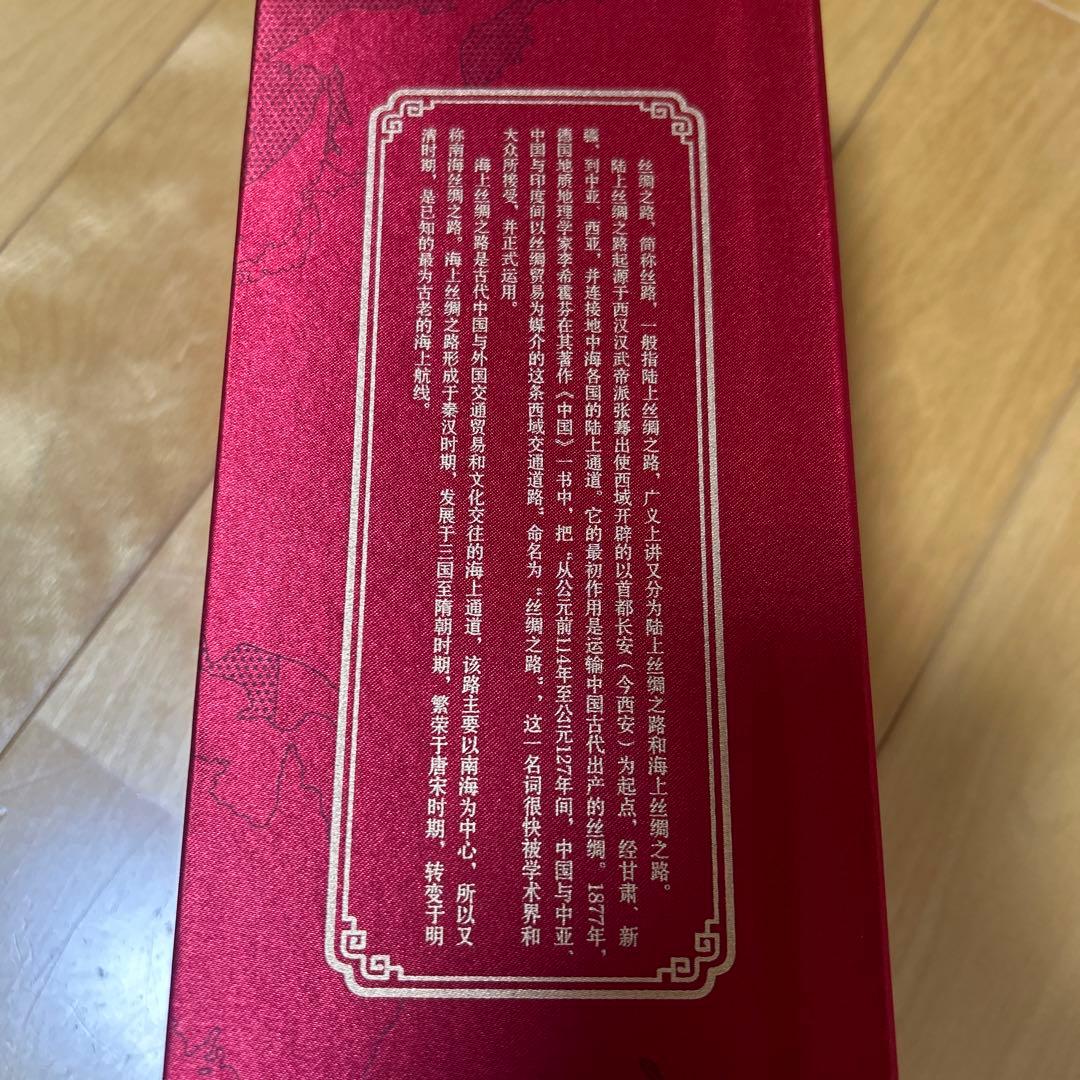 丝绸之路，简称丝路，一般指陆上丝绸之路，广义上讲又分为陆上丝绸之路和海上丝绸之路。
陆上丝绸之路起源于西汉汉武帝派张骞出使西域开辟的以首都长安（今西安）为起点，经甘肃、新
疆，到中亚、西亚，并连接地中海各国的陆上通道。它的最初作用是运输中国古代出产的丝绸。1877年，
德国地质地理学家李希霍芬在其著作《中国》一书中，把“从公元前114年至公元127年间，中国与中亚、
中国与印度间以丝绸贸易为媒介的这条西域交通道路”命名为“丝绸之路”，这一名词很快被学术界和
大众所接受，并正式运用。
海上丝绸之路是古代中国与外国交通贸易和文化交往的海上通道，该路主要以南海为中心，所以又
称南海丝绸之路。海上丝绸之路形成于秦汉时期，发展于三国至隋朝时期，繁荣于唐宋时期，转变于明
清时期，是已知的最为古老的海上航线。